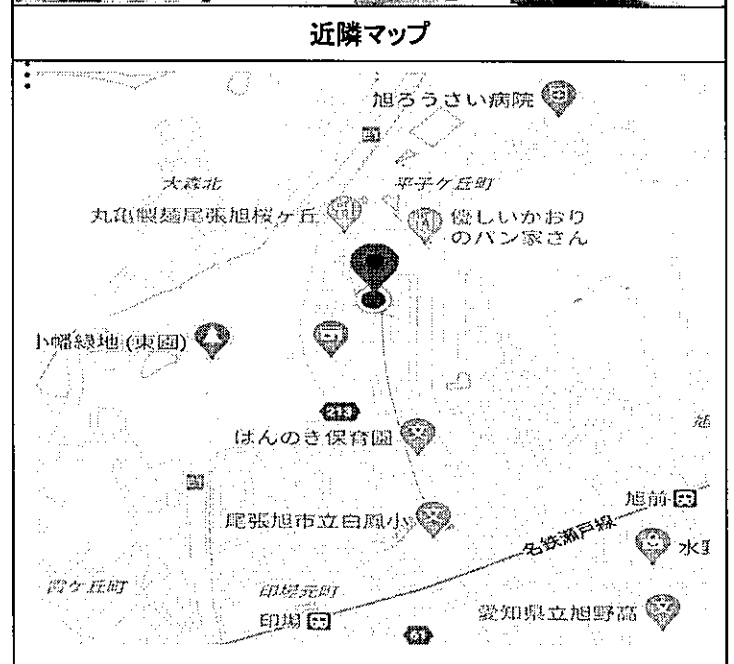 近隣マップ
旭ろうさい病院
大森北
平子ケ丘町
丸亀製麺尾張旭桜ヶ丘
優しいかおり
のパン家さん
小幡緑地 (東園)
213
はんのき保育園
旭前
尾張旭市立白鳳小
名鉄瀬戸線
印場元町
印場
愛知県立旭野高
61